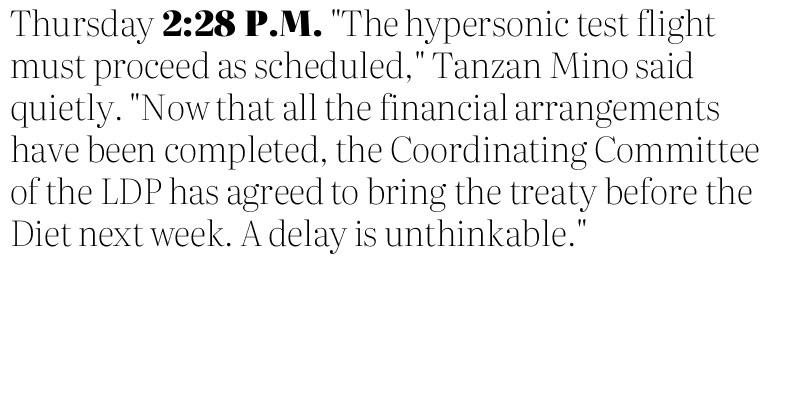 Thursday 2:28 P.M. "The hypersonic test flight
must proceed as scheduled," Tanzan Mino said
quietly. "Now that all the financial arrangements
have been completed, the Coordinating Committee
of the LDP has agreed to bring the treaty before the
Diet next week. A delay is unthinkable."